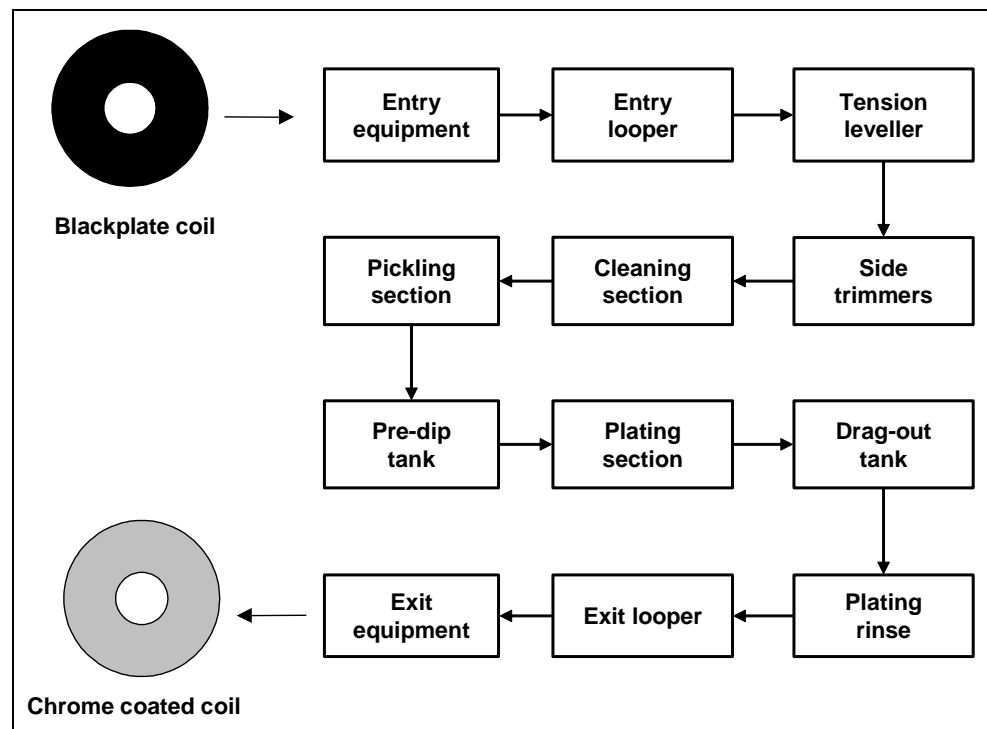 Blackplate coil
Entry
equipment
Entry
looper
Tension
leveller
Side
trimmers
Cleaning
section
Pickling
section
Pre-dip
tank
Plating
section
Drag-out
tank
Plating
rinse
Exit looper
Exit
equipment
Chrome coated coil